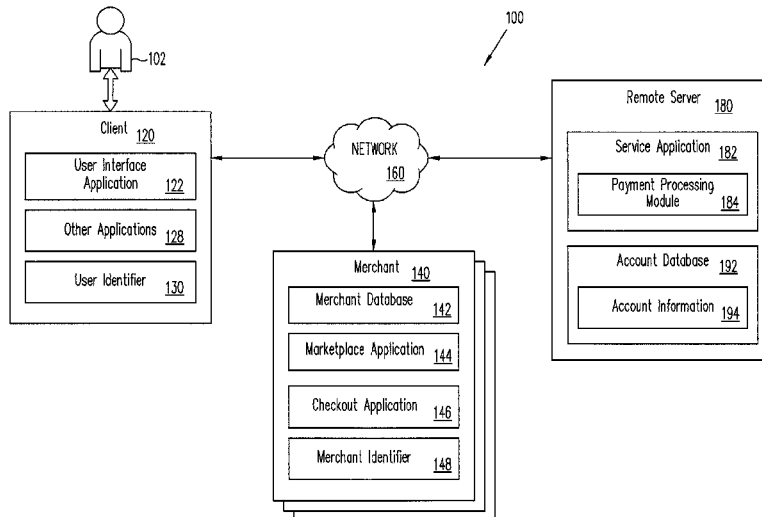 100
102
Client
120
User Interface
Application
122
Other Applications
128
User Identifier
130
NETWORK
160
Merchant
140
Merchant Database
142
Marketplace Application
144
Checkout Application
146
Merchant Identifier
148
Remote Server
180
Service Application
182
Payment Processing
Module
184
Account Database
192
Account Information
194